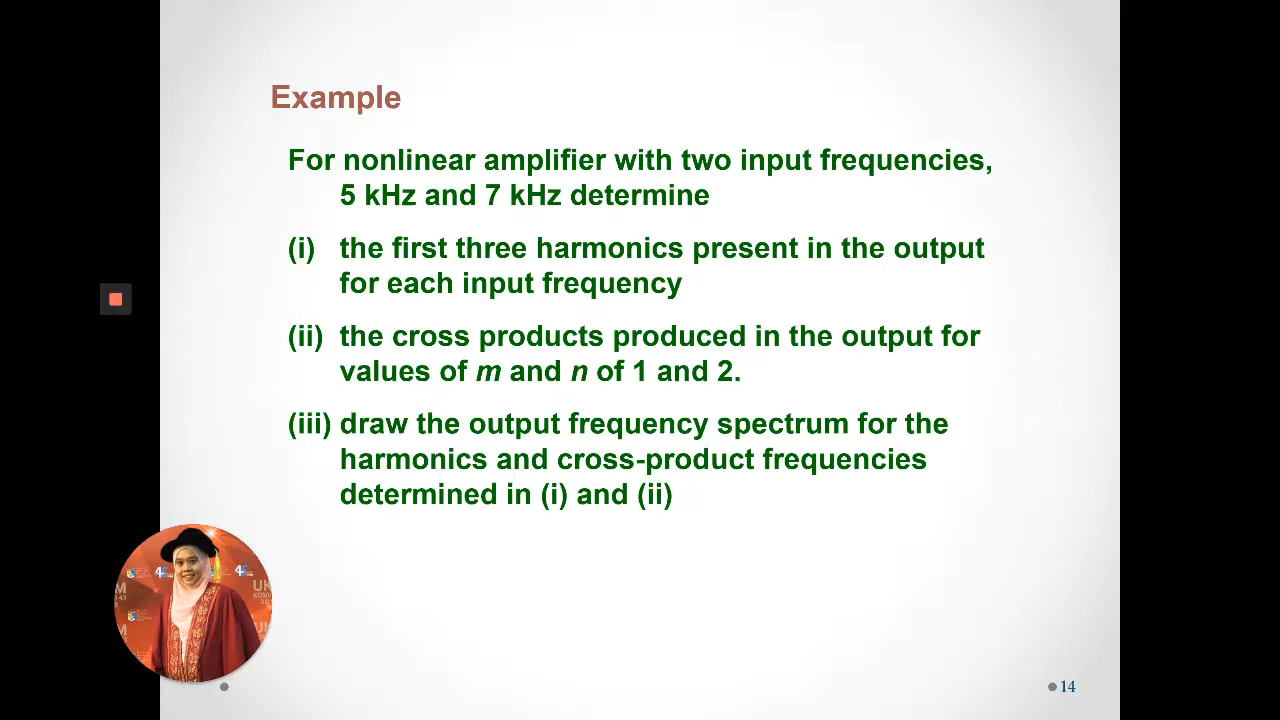 Example
For nonlinear amplifier with two input frequencies,
5 kHz and 7 kHz determine
(i) the first three harmonics present in the output
for each input frequency
(ii) the cross products produced in the output for
values of m and n of 1 and 2.
(iii) draw the output frequency spectrum for the
harmonics and cross-product frequencies
determined in (i) and (ii)
14